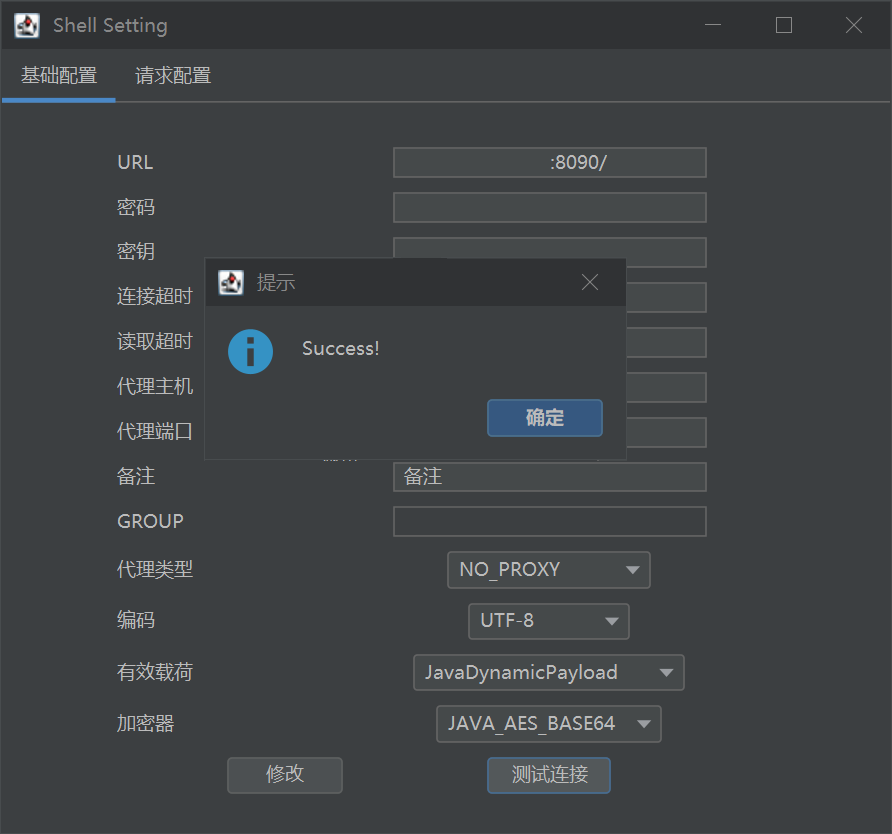 Shell Setting
基础配置 请求配置
URL :8090/
密码
密钥
连接超时
提示
读取超时
Success!
代理主机
代理端口
确定
备注 备注
GROUP
代理类型 NO_PROXY
编码 UTF-8
有效载荷 JavaDynamicPayload
加密器 JAVA_AES_BASE64
修改 测试连接